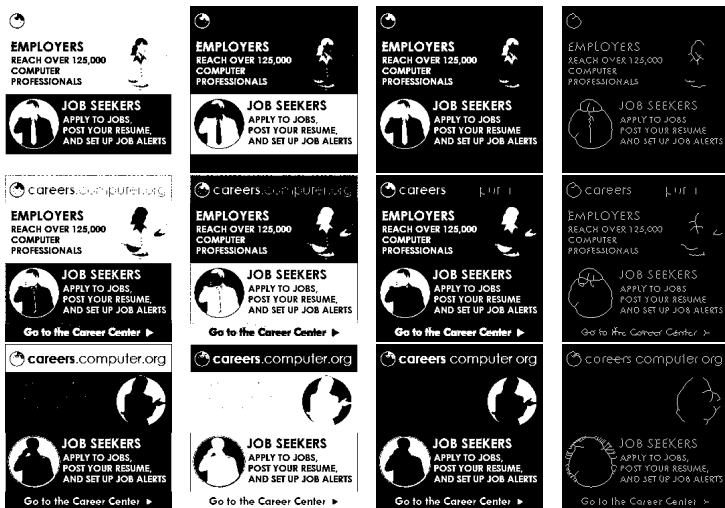 EMPLOYERS
REACH OVER 125,000
COMPUTER
PROFESSIONALS
JOB SEEKERS
APPLY TO JOBS,
POST YOUR RESUME,
AND SET UP JOB ALERTS
EMPLOYERS
REACH OVER 125,000
COMPUTER
PROFESSIONALS
JOB SEEKERS
APPLY TO JOBS,
POST YOUR RESUME,
AND SET UP JOB ALERTS
EMPLOYERS
REACH OVER 125,000
COMPUTER
PROFESSIONALS
JOB SEEKERS
APPLY TO JOBS
POST YOUR RESUME
AND SET UP JOB ALERTS
EMPLOYERS
REACH OVER 125,000
COMPUTER
PROFESSIONALS
JOB SEEKERS
APPLY TO JOBS
POST YOUR RESUME
AND SET UP JOB ALERTS
careers.computer.org
EMPLOYERS
REACH OVER 125,000
COMPUTER
PROFESSIONALS
JOB SEEKERS
APPLY TO JOBS,
POST YOUR RESUME,
AND SET UP JOB ALERTS
Go to the Career Center
careers.computer.org
EMPLOYERS
REACH OVER 125,000
COMPUTER
PROFESSIONALS
JOB SEEKERS
APPLY TO JOBS,
POST YOUR RESUME,
AND SET UP JOB ALERTS
Go to the Career Center
careers
EMPLOYERS
REACH OVER 125,000
COMPUTER
PROFESSIONALS
JOB SEEKERS
APPLY TO JOBS,
POST YOUR RESUME
AND SET UP JOB ALERTS
Go to the Career Center
careers
EMPLOYERS
REACH OVER 125,000
COMPUTER
PROFESSIONALS
JOB SEEKERS
APPLY TO JOBS,
POST YOUR RESUME
AND SET UP JOB ALERTS
Go to the Career Center
careers.computer.org
JOB SEEKERS
APPLY TO JOBS,
POST YOUR RESUME,
AND SET UP JOB ALERTS
Go to the Career Center
careers.computer.org
JOB SEEKERS
APPLY TO JOBS,
POST YOUR RESUME,
AND SET UP JOB ALERTS
Go to the Career Center
careers computer org
JOB SEEKERS
APPLY TO JOBS,
POST YOUR RESUME,
AND SET UP JOB ALERTS
Go to the Career Center
careers computer org
JOB SEEKERS
APPLY TO JOBS,
POST YOUR RESUME,
AND SET UP JOB ALERTS
Go to the Career Center